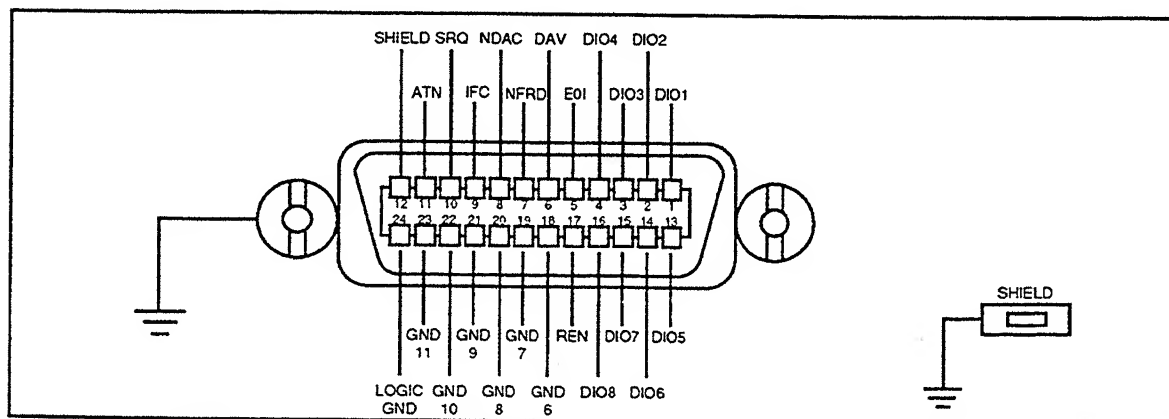 SHIELD SRQ NDAC DAV DIO4 DIO2
ATN IFC NFRD E0I DIO3 DIO1
12 11 10 9 8 7 6 5 4 3 2 1
24 23 22 21 20 19 18 17 16 15 14 13
SHIELD
GND GND GND REN DIO7 DIO5
11 9 7
LOGIC GND GND GND DIO8 DIO6
GND 10 8 6